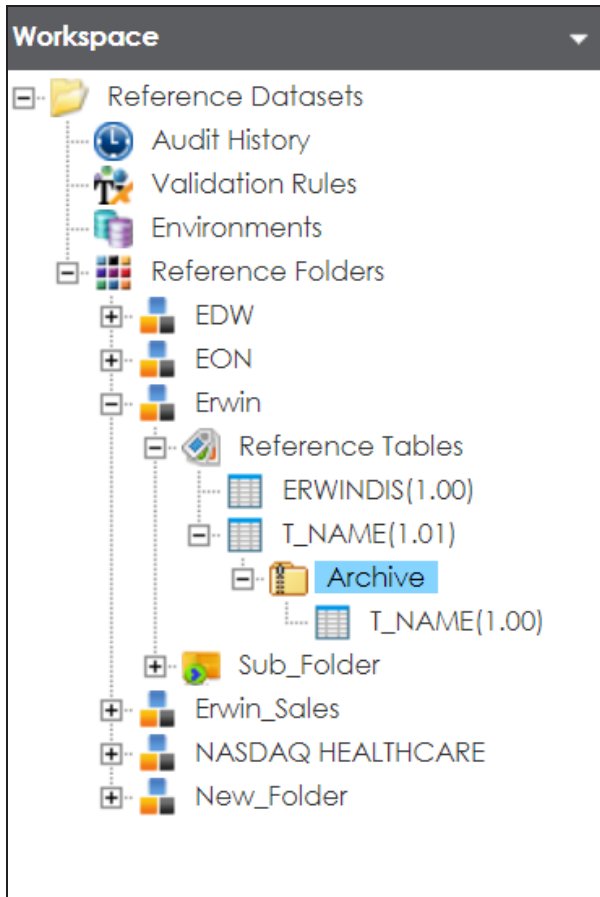 Workspace
Reference Datasets
Audit History
Validation Rules
Environments
Reference Folders
EDW
EON
Erwin
Reference Tables
ERWINDIS(1.00)
T_NAME(1.01)
Archive
T_NAME(1.00)
Sub_Folder
Erwin_Sales
NASDAQ HEALTHCARE
New_Folder